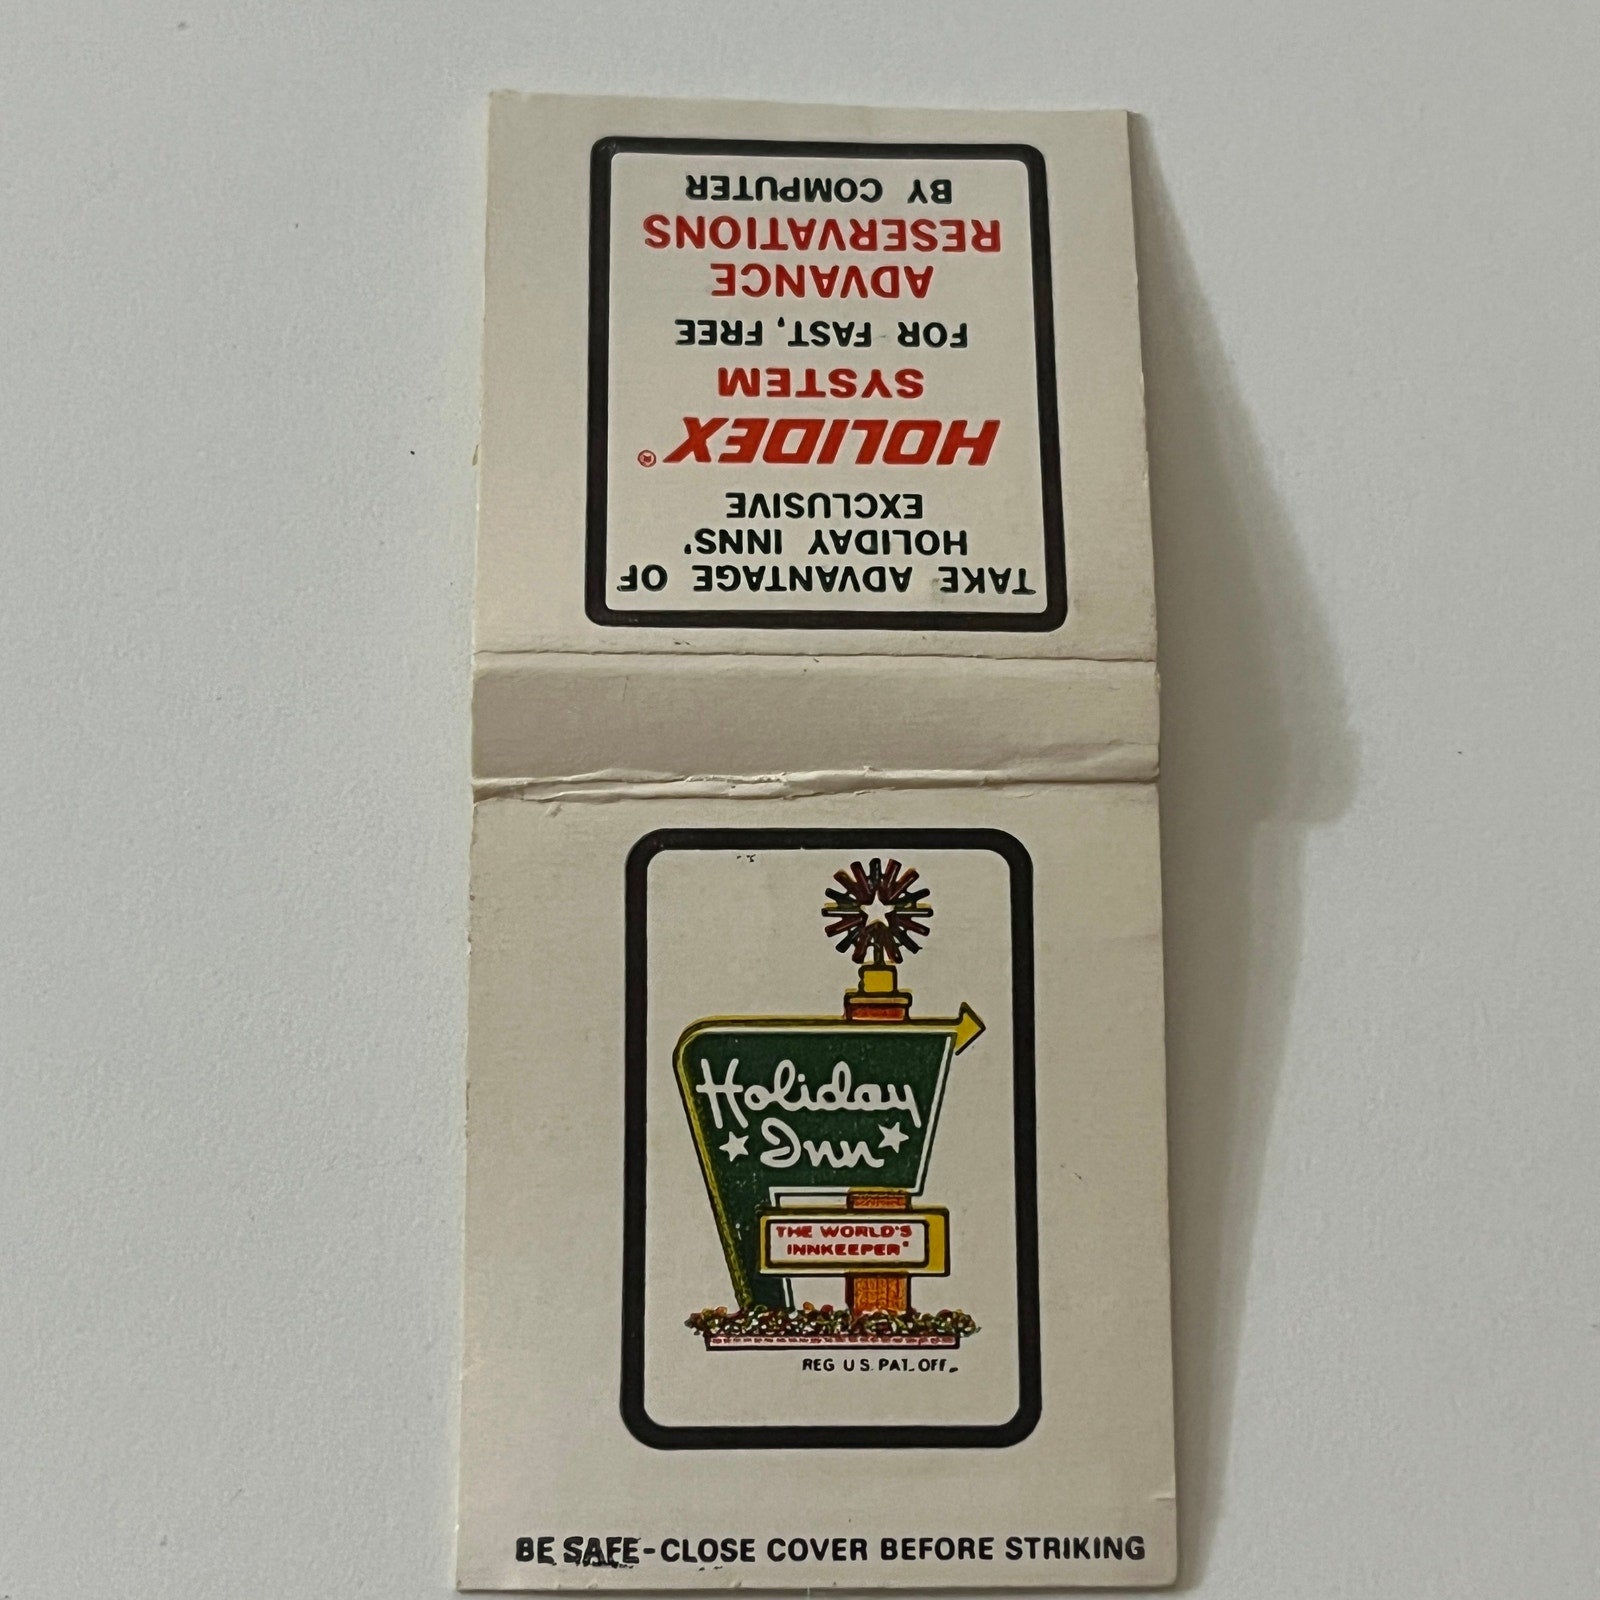 TAKE ADVANTAGE OF
HOLIDAY INNS'
EXCLUSIVE
HOLIDEX®
SYSTEM
FOR FAST, FREE
ADVANCE
RESERVATIONS
BY COMPUTER
Holiday
Inn
THE WORLD'S
INNKEEPER
REG U.S. PAT. OFF.
BE SAFE-CLOSE COVER BEFORE STRIKING